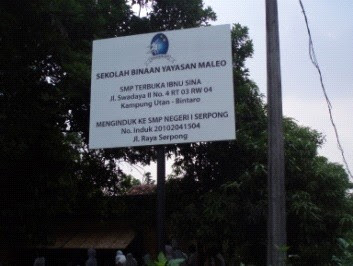 SEKOLAH BINAAN YAYASAN MALEO
SMP TERBUKA IBNU SINA
Jl. Swadaya II No. 4 RT 03 RW 04
Kampung Utan - Bintaro
MENGINDUK KE SMP NEGERI I SERPONG
No. Induk 20102041504
Jl. Raya Serpong